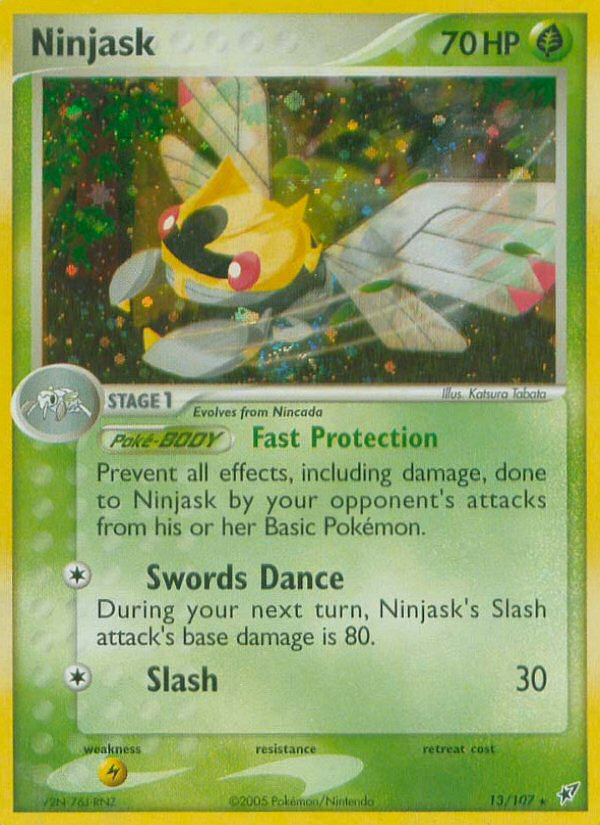 Ninjask 70 HP
Illus. Katsura Tabata
STAGE 1
Evolves from Nincada
Poké-BODY Fast Protection
Prevent all effects, including damage, done
to Ninjask by your opponent's attacks
from his or her Basic Pokémon.
Swords Dance
During your next turn, Ninjask's Slash
attack's base damage is 80.
Slash 30
weakness resistance retreat cost
©2005 Pokémon/Nintendo 13/107 ★